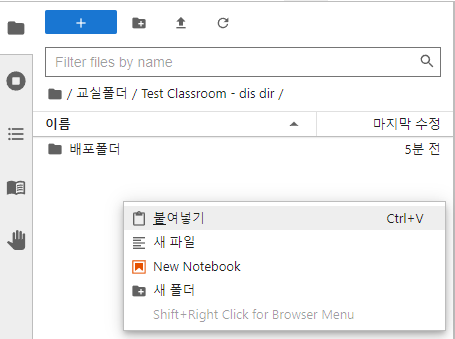 Filter files by name
/ 교실폴더 / Test Classroom - dis dir /
이름 마지막 수정
배포폴더 5분 전
붙여넣기 Ctrl+V
새 파일
New Notebook
새 폴더
Shift+Right Click for Browser Menu